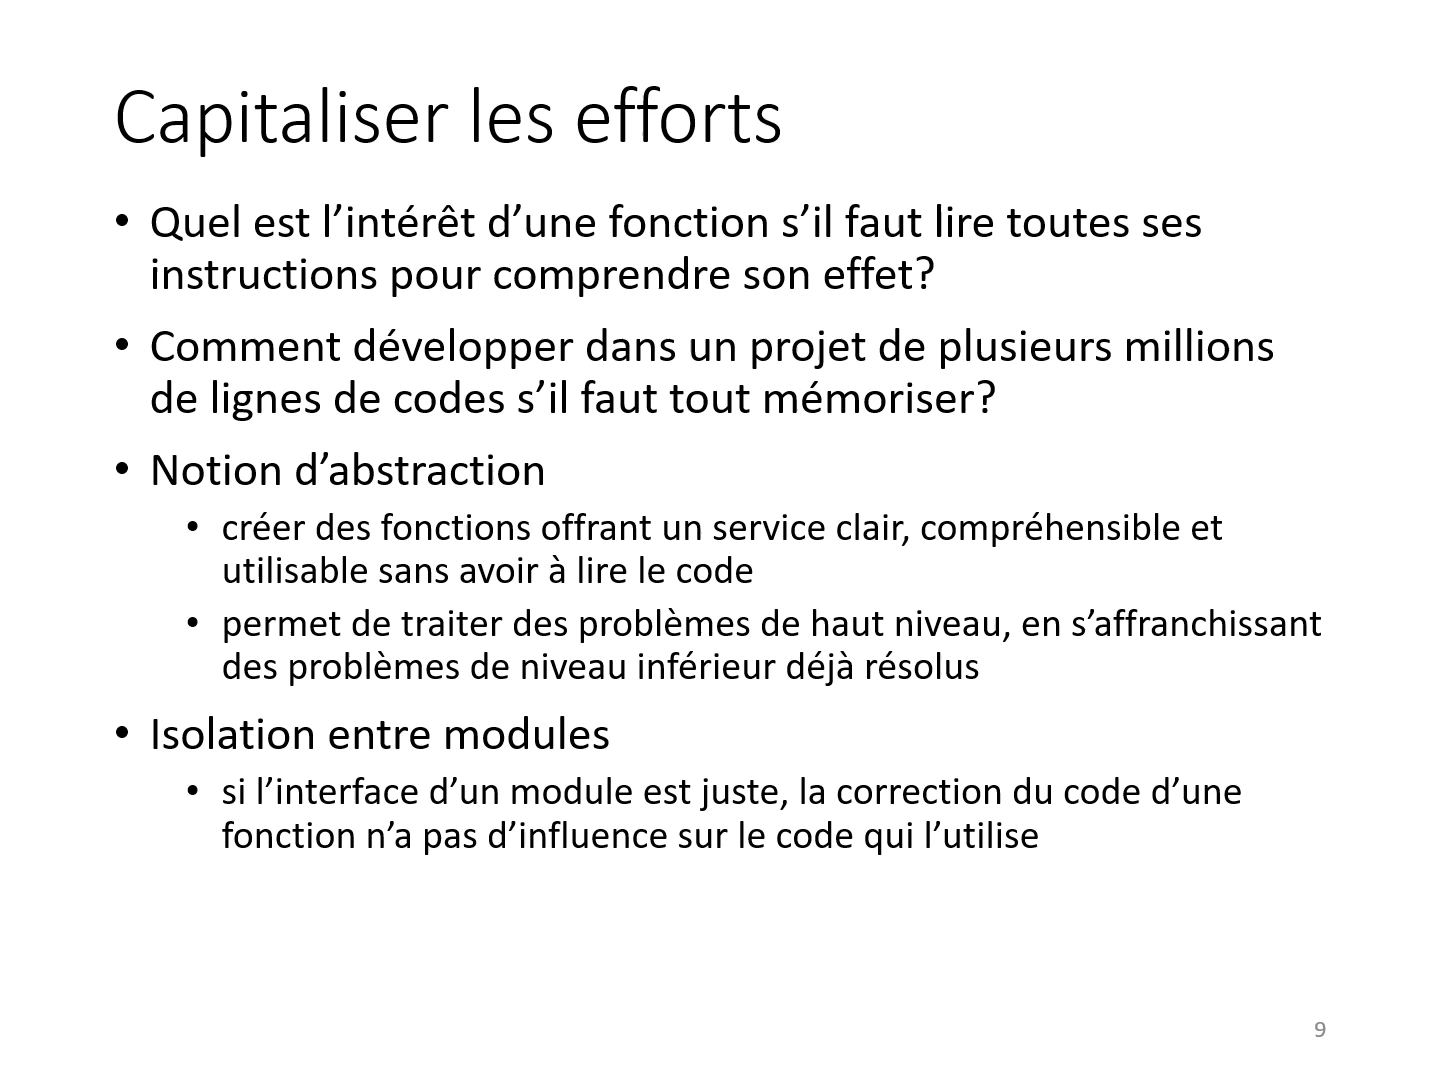 Capitaliser les efforts
• Quel est l’intérêt d’une fonction s’il faut lire toutes ses
instructions pour comprendre son effet?
• Comment développer dans un projet de plusieurs millions
de lignes de codes s’il faut tout mémoriser?
• Notion d’abstraction
• créer des fonctions offrant un service clair, compréhensible et
utilisable sans avoir à lire le code
• permet de traiter des problèmes de haut niveau, en s’affranchissant
des problèmes de niveau inférieur déjà résolus
• Isolation entre modules
• si l’interface d’un module est juste, la correction du code d’une
fonction n’a pas d’influence sur le code qui l’utilise
9